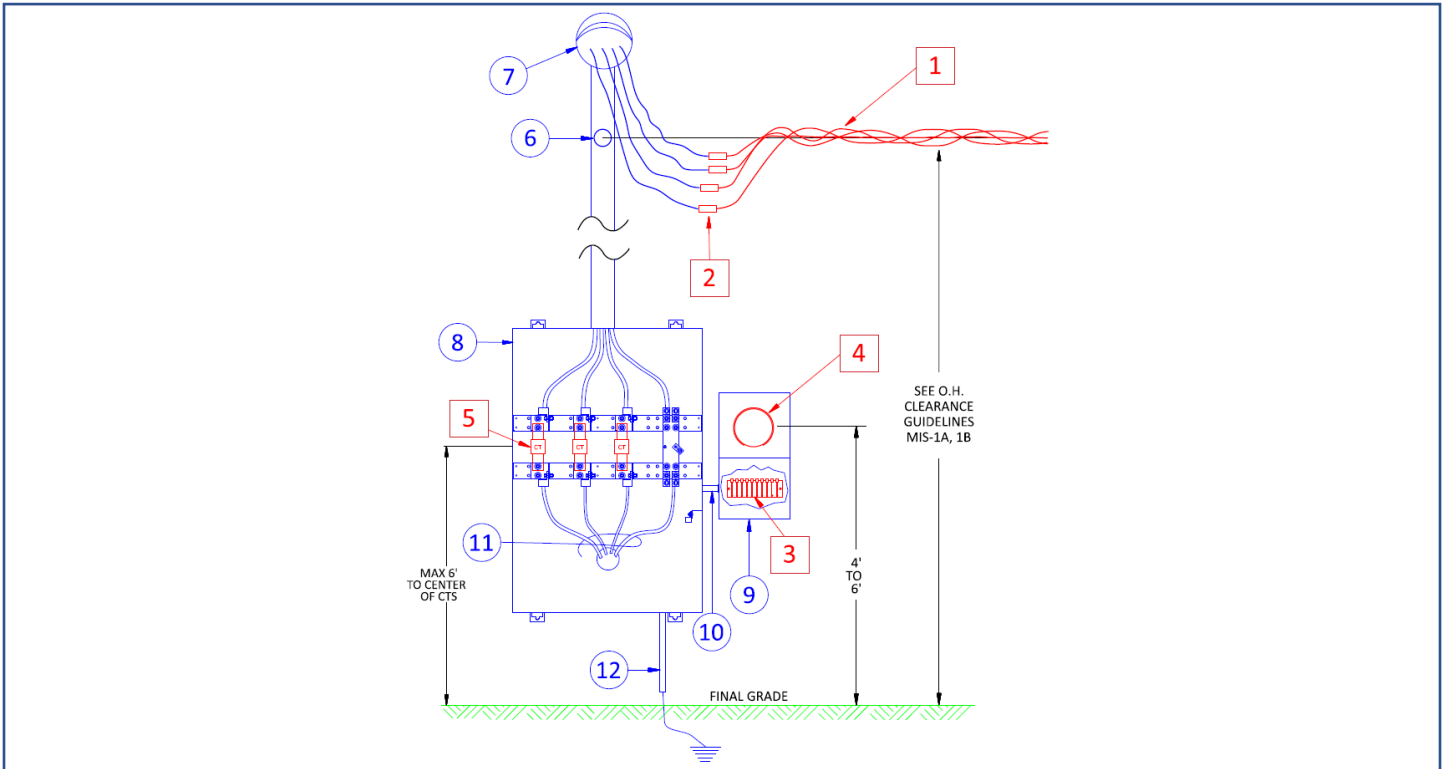 7
1
6
2
8
4
5
SEE O.H.
CLEARANCE
GUIDELINES
MIS-1A, 1B
CT CT CT
11
3
MAX 6'
TO CENTER
OF CTS
4'
TO
6'
9
10
12
FINAL GRADE